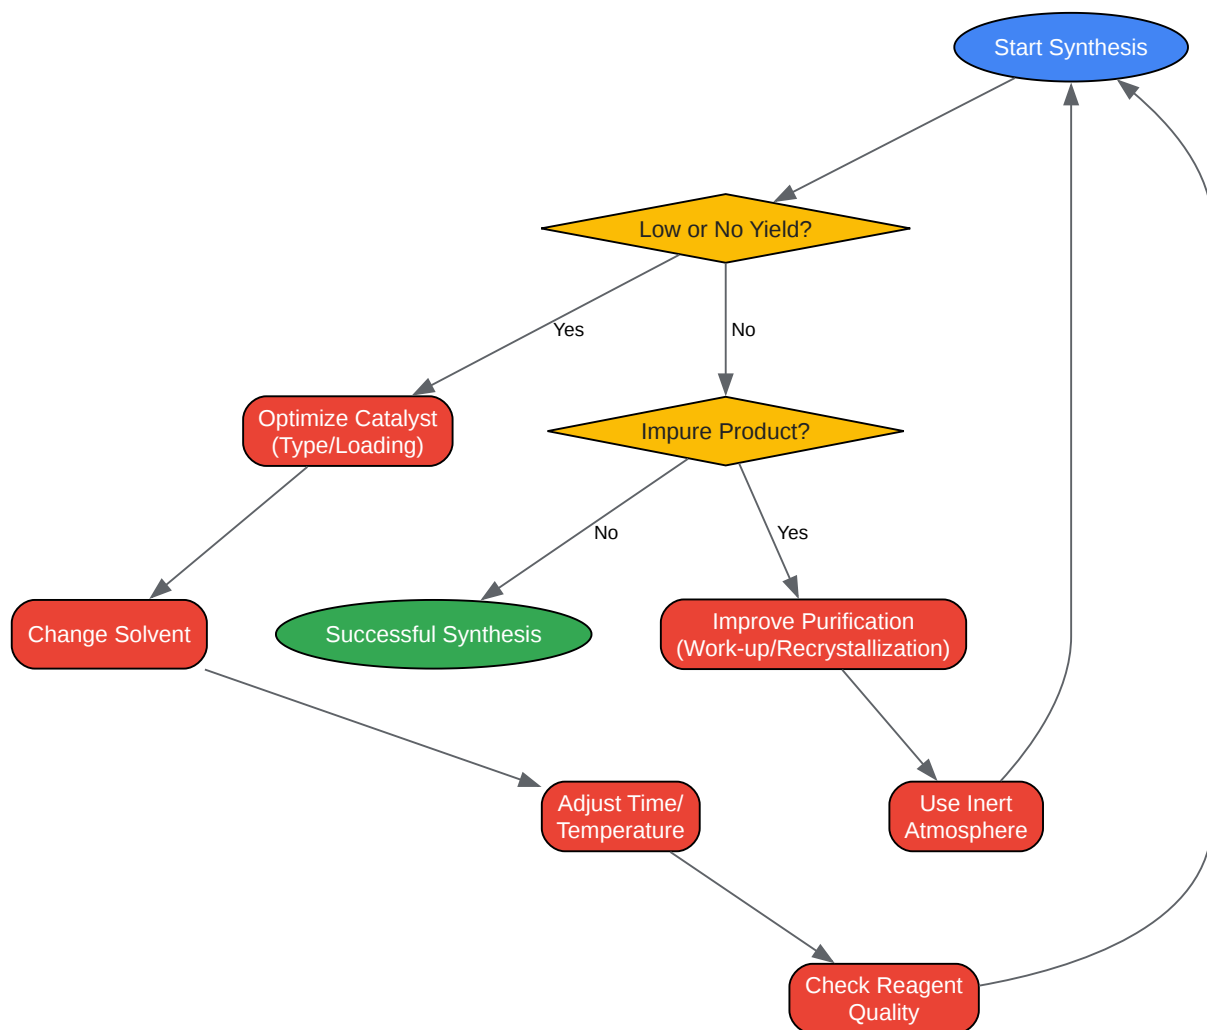 Start Synthesis
Low or No Yield?
Yes
No
Optimize Catalyst
(Type/Loading)
Impure Product?
No
Yes
Change Solvent
Successful Synthesis
Improve Purification
(Work-up/Recrystallization)
Adjust Time/
Temperature
Use Inert
Atmosphere
Check Reagent
Quality